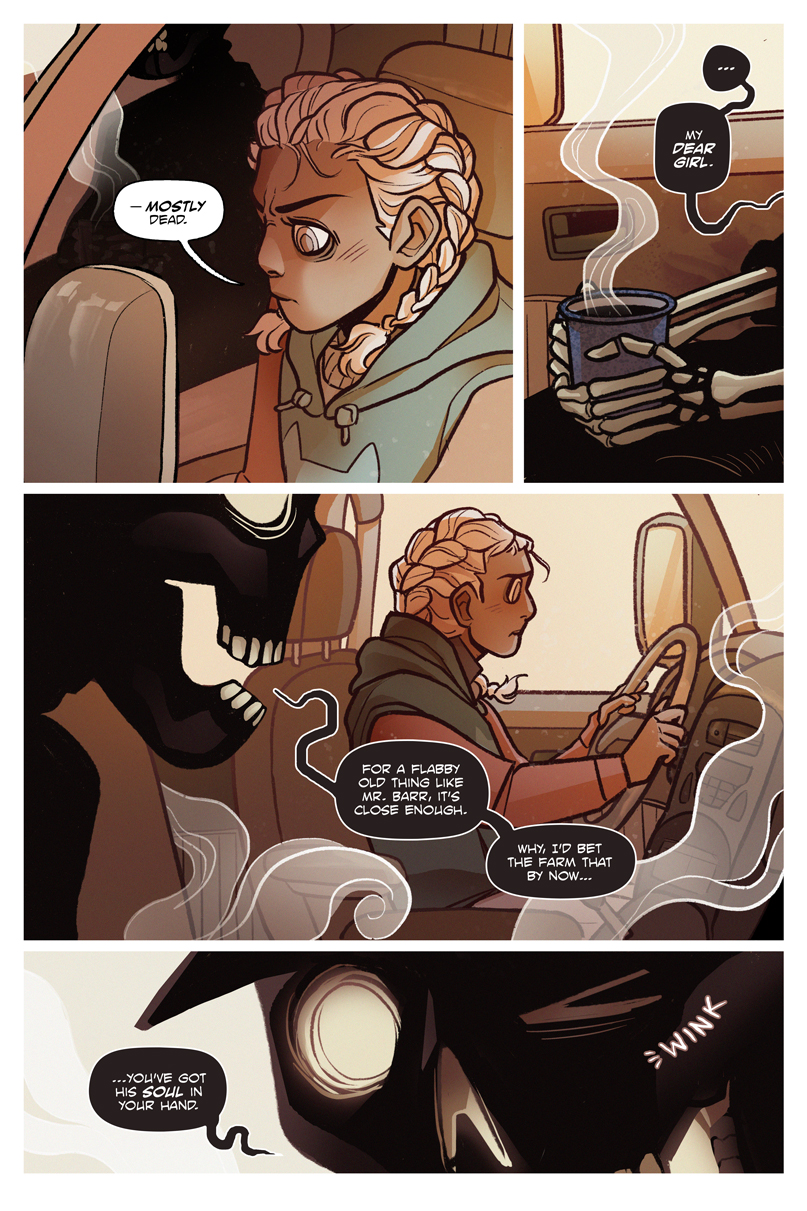 — MOSTLY
DEAD.
...
MY
DEAR
GIRL.
FOR A FLABBY
OLD THING LIKE
MR. BARR, IT'S
CLOSE ENOUGH.
WHY, I'D BET
THE FARM THAT
BY NOW...
...YOU'VE GOT
HIS SOUL IN
YOUR HAND.
WINK